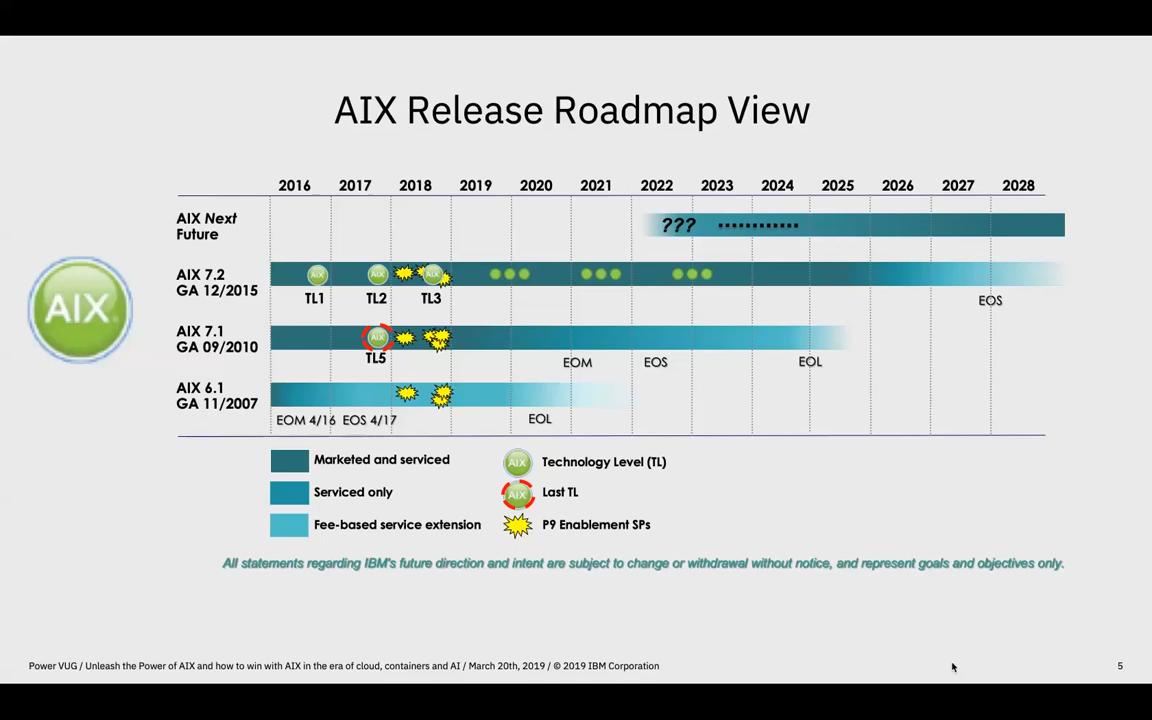 AIX Release Roadmap View
2016 2017 2018 2019 2020 2021 2022 2023 2024 2025 2026 2027 2028
AIX Next
Future
???
AIX 7.2
GA 12/2015
AIX
AIX
AIX
TL1 TL2 TL3
EOS
AIX
AIX 7.1
GA 09/2010
AIX
TL5
EOM EOS EOL
AIX 6.1
GA 11/2007
EOM 4/16 EOS 4/17 EOL
Marketed and serviced
AIX Technology Level (TL)
Serviced only
AIX Last TL
Fee-based service extension
P9 Enablement SPs
All statements regarding IBM's future direction and intent are subject to change or withdrawal without notice, and represent goals and objectives only.
Power VUG / Unleash the Power of AIX and how to win with AIX in the era of cloud, containers and AI / March 20th, 2019 / © 2019 IBM Corporation
5